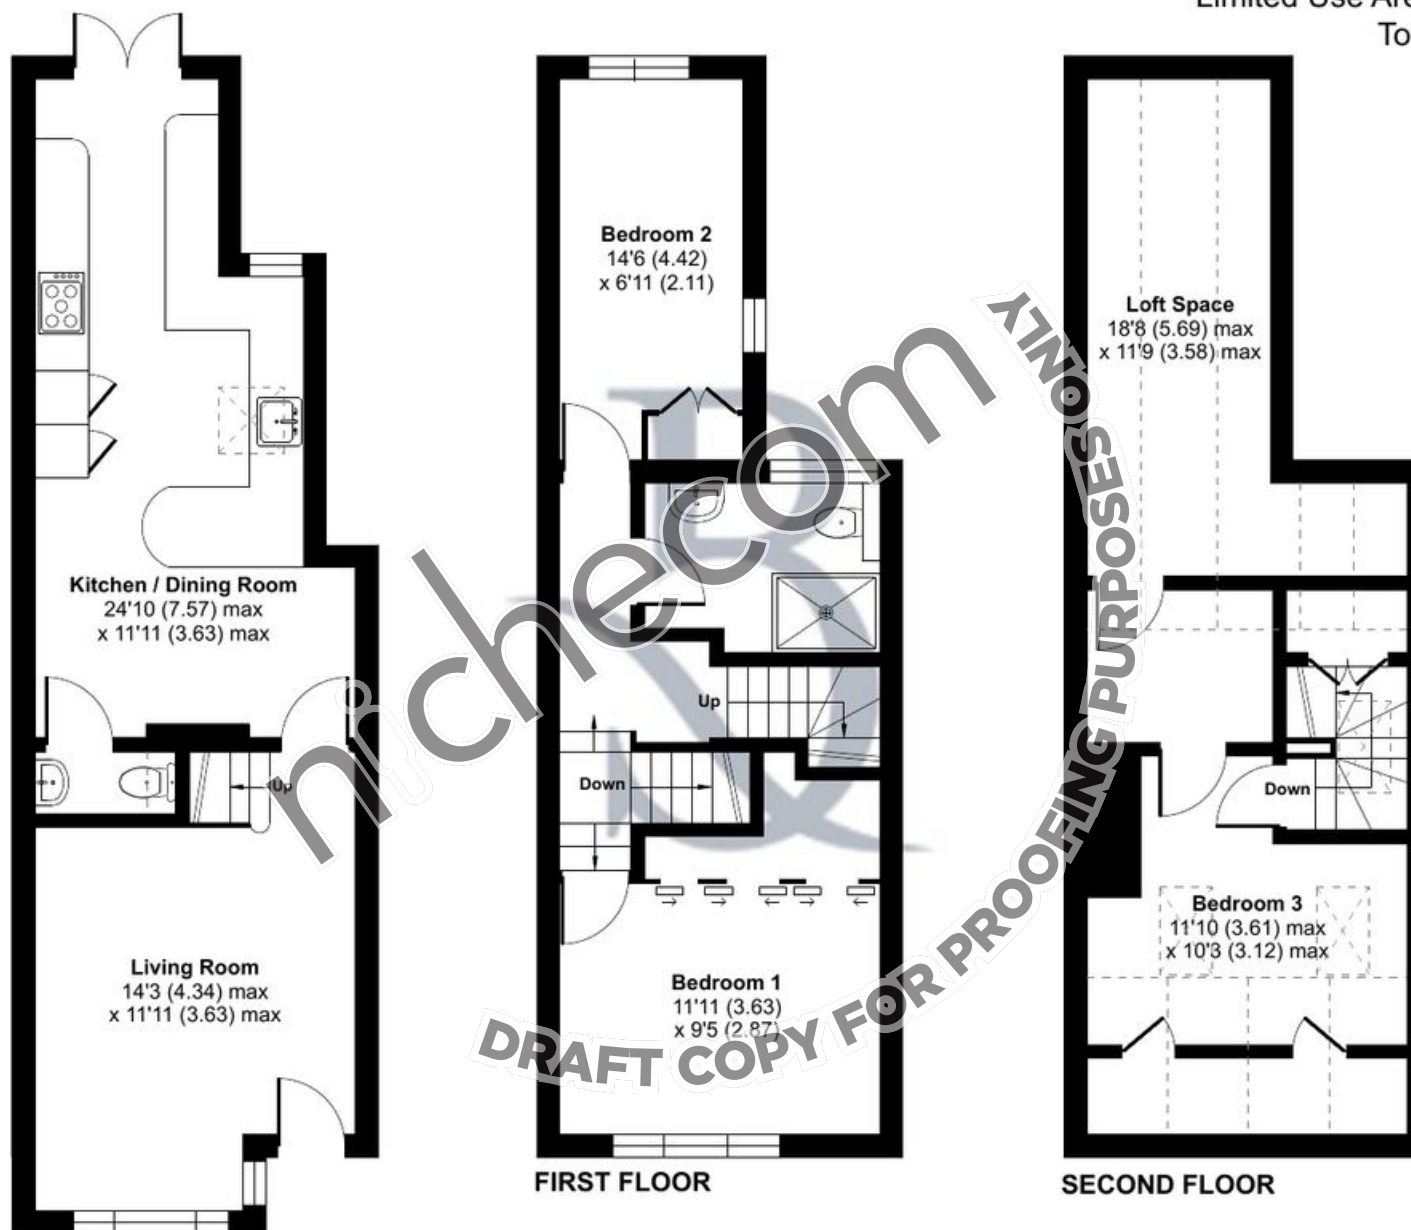 Limited Use Are
To
Bedroom 2
14'6 (4.42)
x 6'11 (2.11)
Loft Space
18'8 (5.69) max
x 11'9 (3.58) max
Kitchen / Dining Room
24'10 (7.57) max
x 11'11 (3.63) max
Up
Up
Down
Down
Living Room
14'3 (4.34) max
x 11'11 (3.63) max
Bedroom 1
11'11 (3.63)
x 9'5 (2.87)
Bedroom 3
11'10 (3.61) max
x 10'3 (3.12) max
FIRST FLOOR
SECOND FLOOR
nichecom
DRAFT COPY FOR PROOFING PURPOSES ONLY